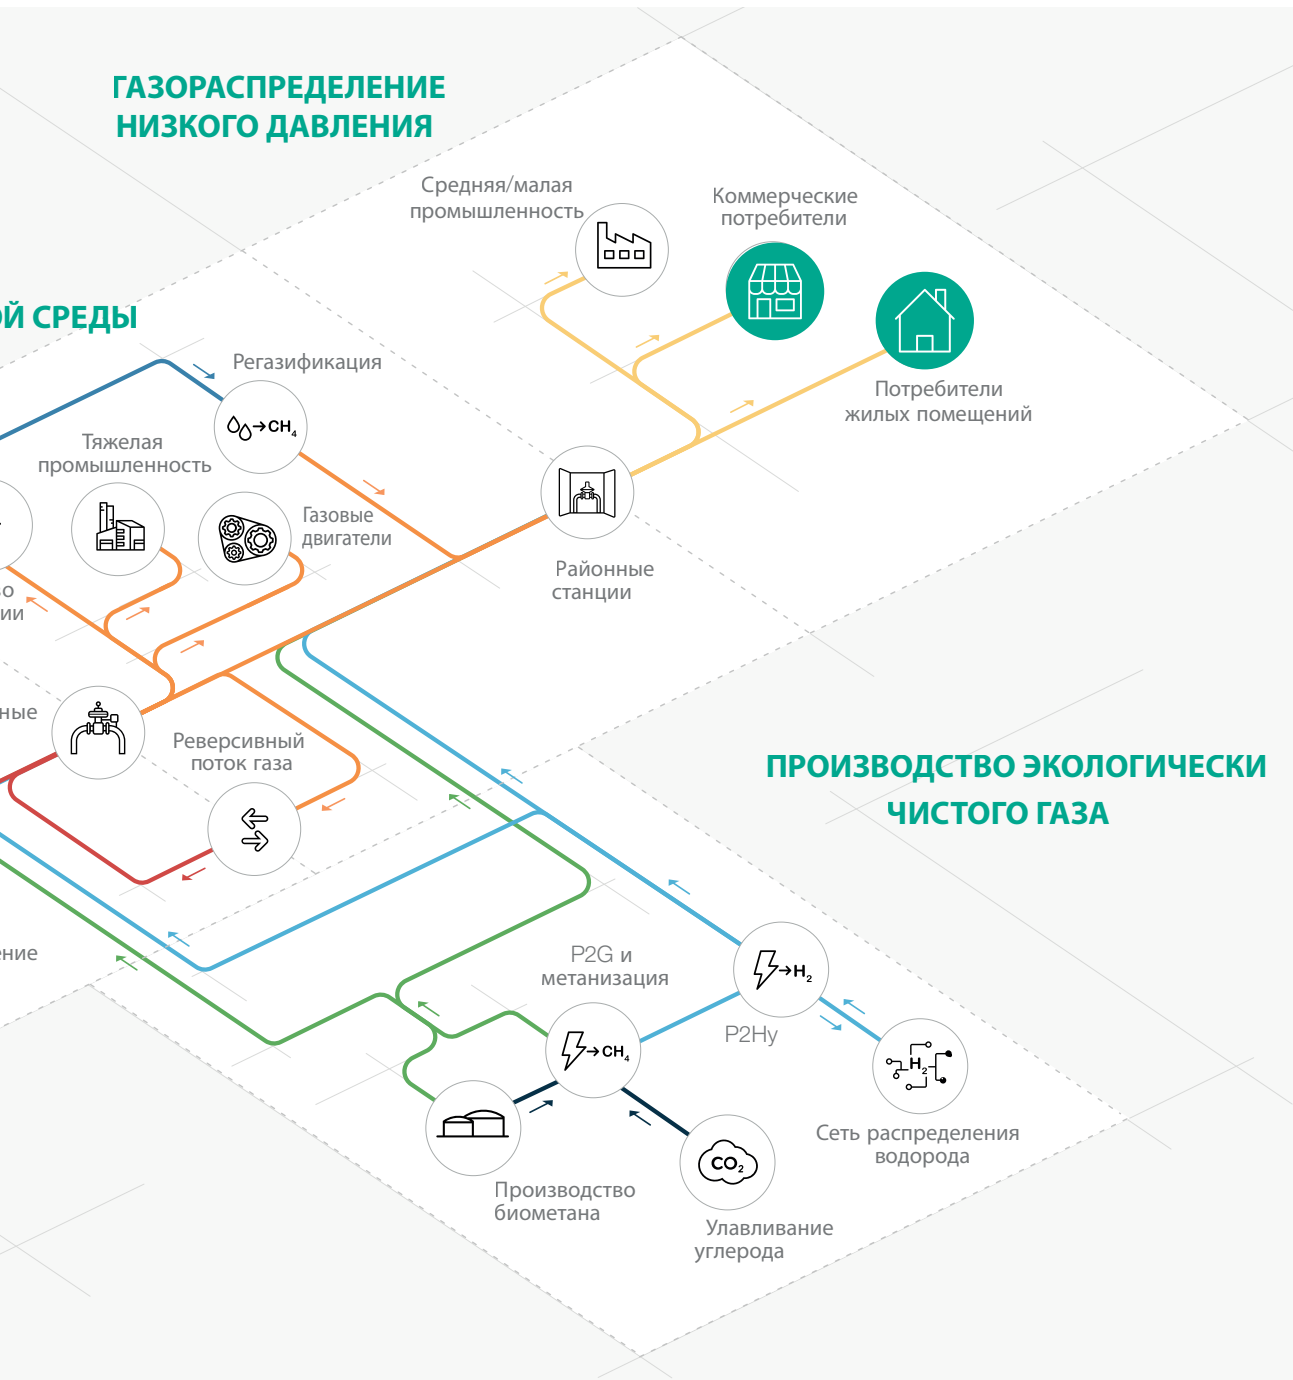 ГАЗОРАСПРЕДЕЛЕНИЕ
НИЗКОГО ДАВЛЕНИЯ
Средняя/малая
промышленность
Коммерческие
потребители
СРЕДЫ
Регазификация
CH4
Потребители
жилых помещений
Тяжелая
промышленность
Газовые
двигатели
Районные
станции
Реверсивный
поток газа
ПРОИЗВОДСТВО ЭКОЛОГИЧЕСКИ
ЧИСТОГО ГАЗА
P2G и
метанизация
H2
P2Hy
CH4
H2
Сеть распределения
водорода
CO2
Производство
биометана
Улавливание
углерода